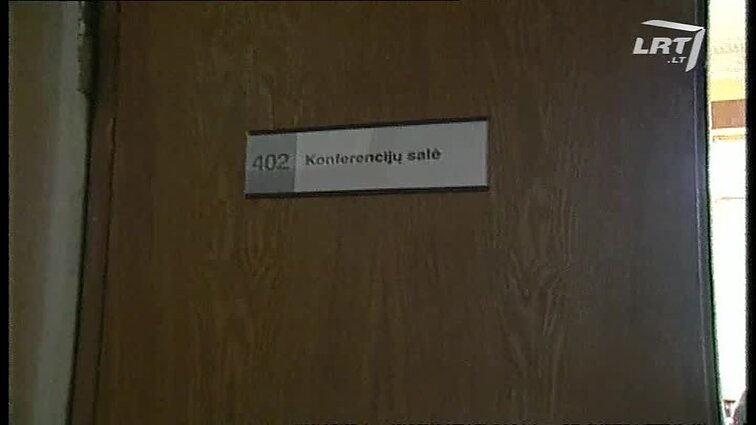 LRT
.LT
402 Konferencijų salė